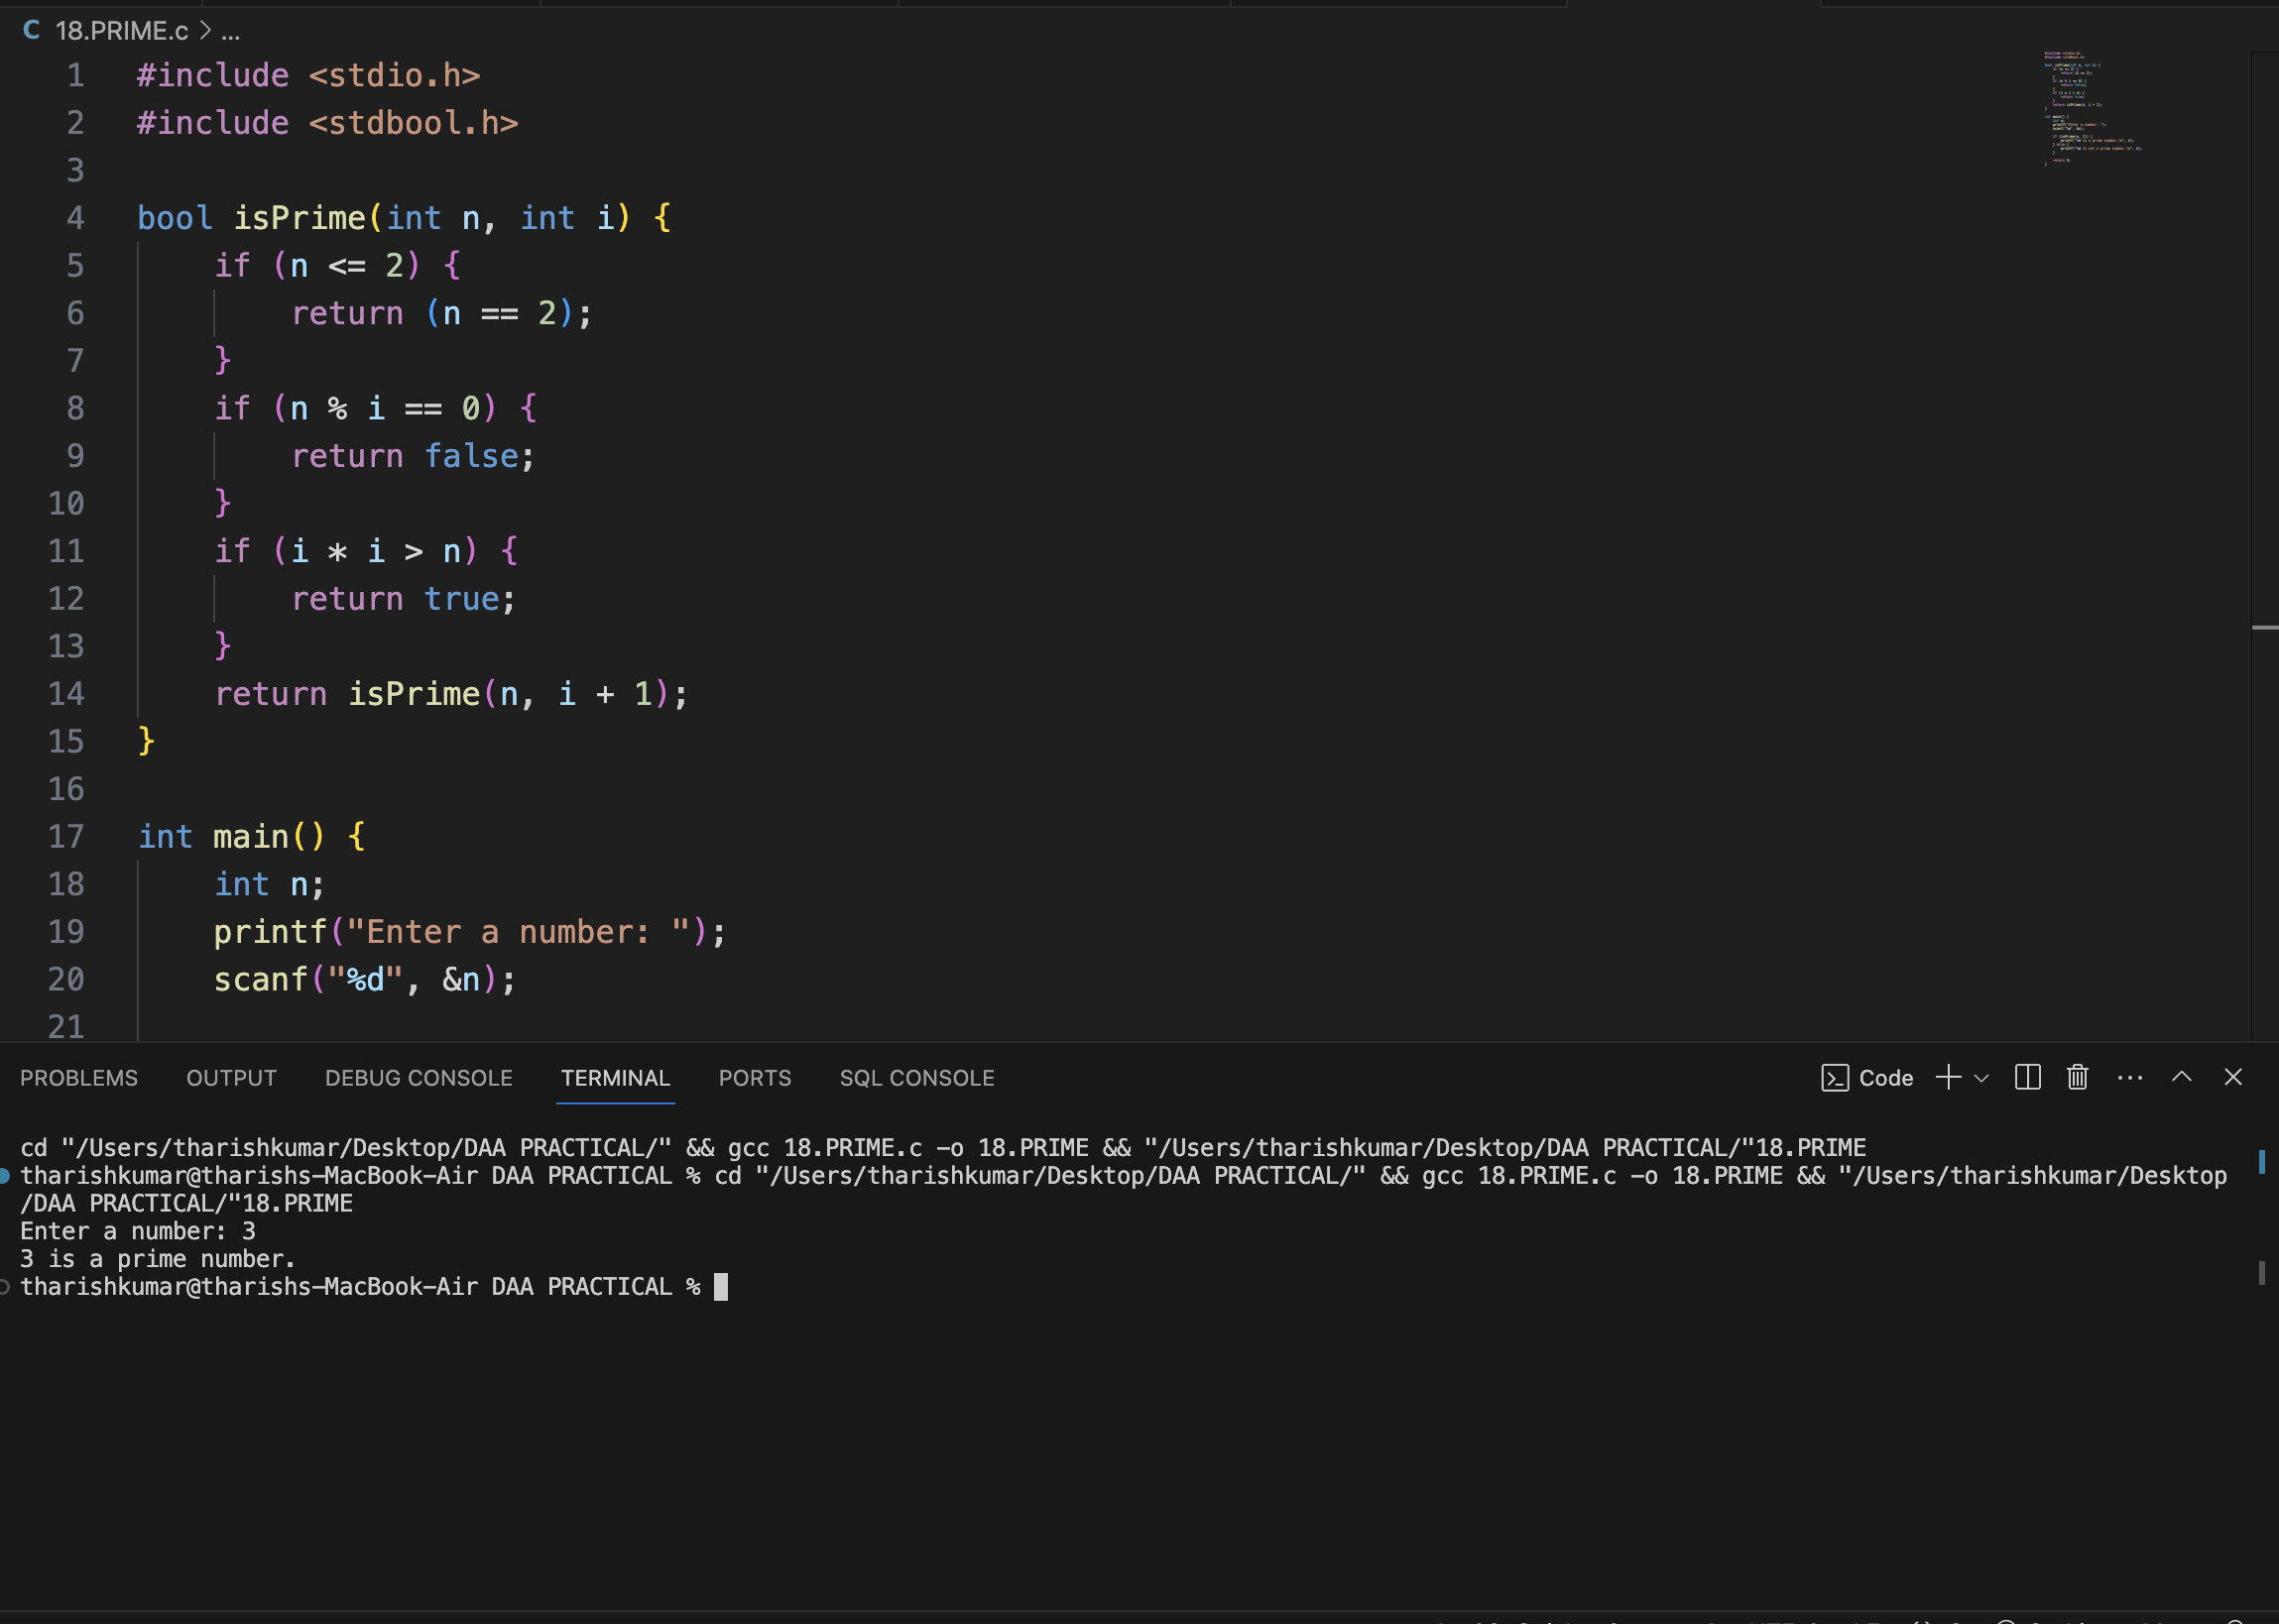 C 18.PRIME.c > ...
1 #include <stdio.h>
2 #include <stdbool.h>
3
4 bool isPrime(int n, int i) {
5     if (n <= 2) {
6         return (n == 2);
7     }
8     if (n % i == 0) {
9         return false;
10     }
11     if (i * i > n) {
12         return true;
13     }
14     return isPrime(n, i + 1);
15 }
16
17 int main() {
18     int n;
19     printf("Enter a number: ");
20     scanf("%d", &n);
21
PROBLEMS OUTPUT DEBUG CONSOLE TERMINAL PORTS SQL CONSOLE Code
cd "/Users/tharishkumar/Desktop/DAA PRACTICAL/" && gcc 18.PRIME.c -o 18.PRIME && "/Users/tharishkumar/Desktop/DAA PRACTICAL/"18.PRIME
tharishkumar@tharishs-MacBook-Air DAA PRACTICAL % cd "/Users/tharishkumar/Desktop/DAA PRACTICAL/" && gcc 18.PRIME.c -o 18.PRIME && "/Users/tharishkumar/Desktop
/DAA PRACTICAL/"18.PRIME
Enter a number: 3
3 is a prime number.
tharishkumar@tharishs-MacBook-Air DAA PRACTICAL %